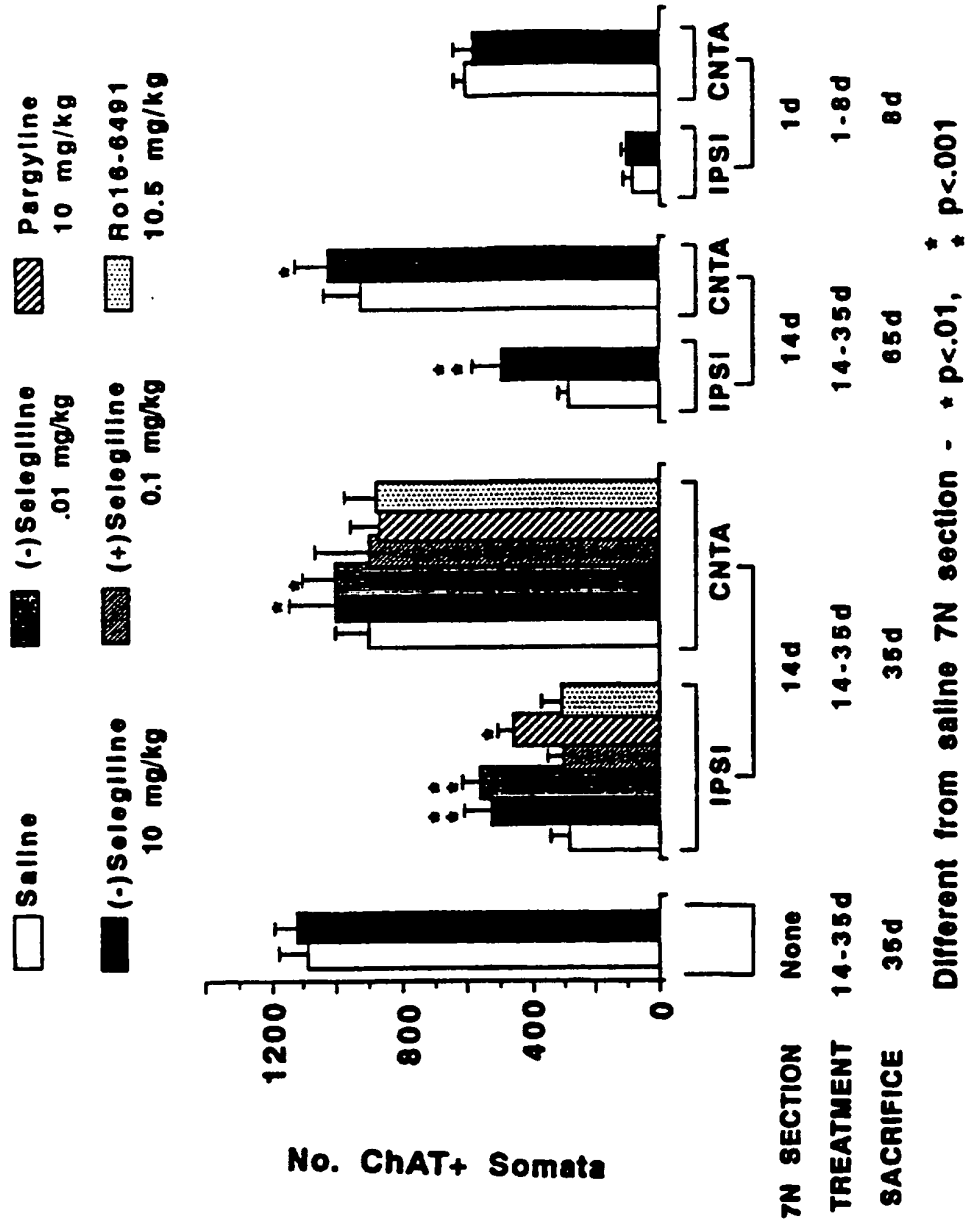 Saline
(-)Selegiline
10 mg/kg
(-)Selegiline
.01 mg/kg
(+)Selegiline
0.1 mg/kg
Pargyline
10 mg/kg
Ro16-6491
10.5 mg/kg
No. ChAT+ Somata
1200
800
400
0
* * * * * * * * * * *
IPSI CNTA IPSI CNTA IPSI CNTA
7N SECTION None 14d 14d 1d
TREATMENT 14-35d 14-35d 14-35d 1-8d
SACRIFICE 35d 35d 65d 8d
Different from saline 7N section - * p<.01, ** p<.001